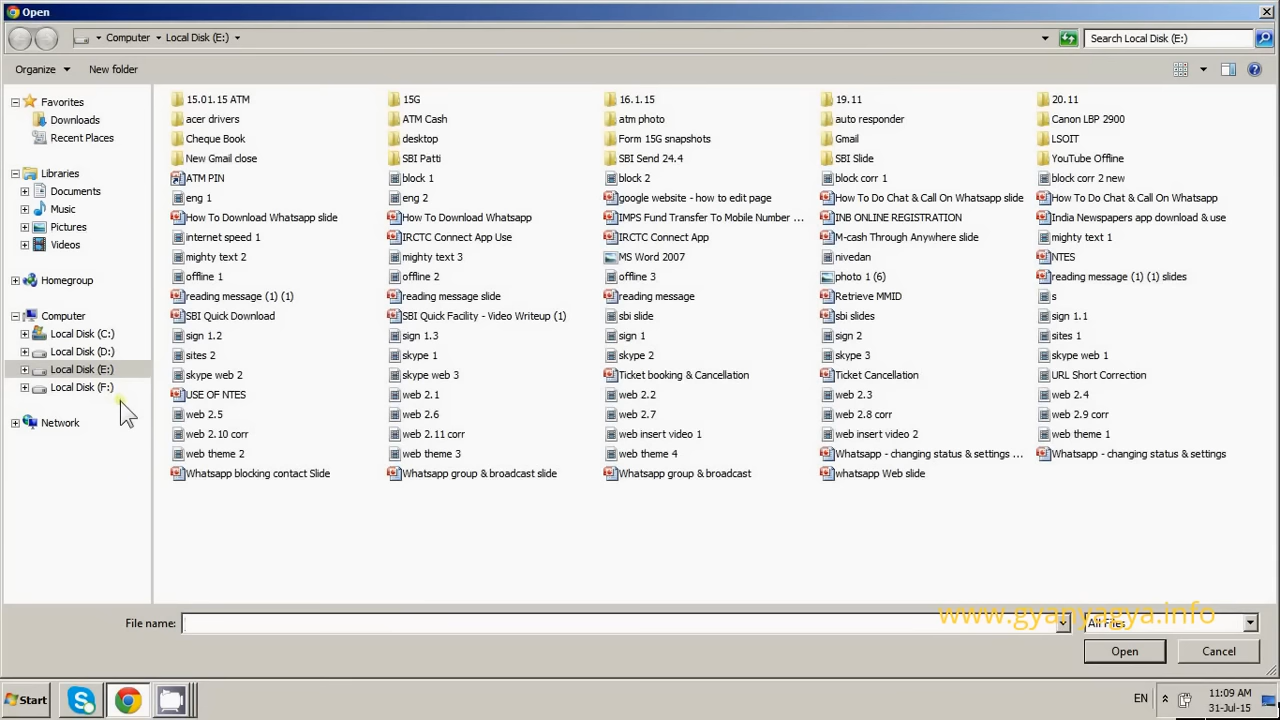 Open
Computer Local Disk (E:) Search Local Disk (E:)
Organize New folder
Favorites
Downloads
Recent Places
Libraries
Documents
Music
Pictures
Videos
Homegroup
Computer
Local Disk (C:)
Local Disk (D:)
Local Disk (E:)
Local Disk (F:)
Network
15.01.15 ATM 15G 16.1.15 19.11 20.11
acer drivers ATM Cash atm photo auto responder Canon LBP 2900
Cheque Book desktop Form 15G snapshots Gmail LSOIT
New Gmail close SBI Patti SBI Send 24.4 SBI Slide YouTube Offline
ATM PIN block 1 block 2 block corr 1 block corr 2 new
eng 1 eng 2 google website - how to edit page How To Do Chat & Call On Whatsapp slide How To Do Chat & Call On Whatsapp
How To Download Whatsapp slide How To Download Whatsapp IMPS Fund Transfer To Mobile Number ... INB ONLINE REGISTRATION India Newspapers app download & use
internet speed 1 IRCTC Connect App Use IRCTC Connect App M-cash Through Anywhere slide mighty text 1
mighty text 2 mighty text 3 MS Word 2007 nivedan NTES
offline 1 offline 2 offline 3 photo 1 (6) reading message (1) (1) slides
reading message (1) (1) reading message slide reading message Retrieve MMID s
SBI Quick Download SBI Quick Facility - Video Writeup (1) sbi slide sbi slides sign 1.1
sign 1.2 sign 1.3 sign 1 sign 2 sites 1
sites 2 skype 1 skype 2 skype 3 skype web 1
skype web 2 skype web 3 Ticket booking & Cancellation Ticket Cancellation URL Short Correction
USE OF NTES web 2.1 web 2.2 web 2.3 web 2.4
web 2.5 web 2.6 web 2.7 web 2.8 corr web 2.9 corr
web 2.10 corr web 2.11 corr web insert video 1 web insert video 2 web theme 1
web theme 2 web theme 3 web theme 4 Whatsapp - changing status & settings ... Whatsapp - changing status & settings
Whatsapp blocking contact Slide Whatsapp group & broadcast slide Whatsapp group & broadcast whatsapp Web slide
File name: All Files
www.gyanyagya.info
Open Cancel
Start EN 11:09 AM
31-Jul-15